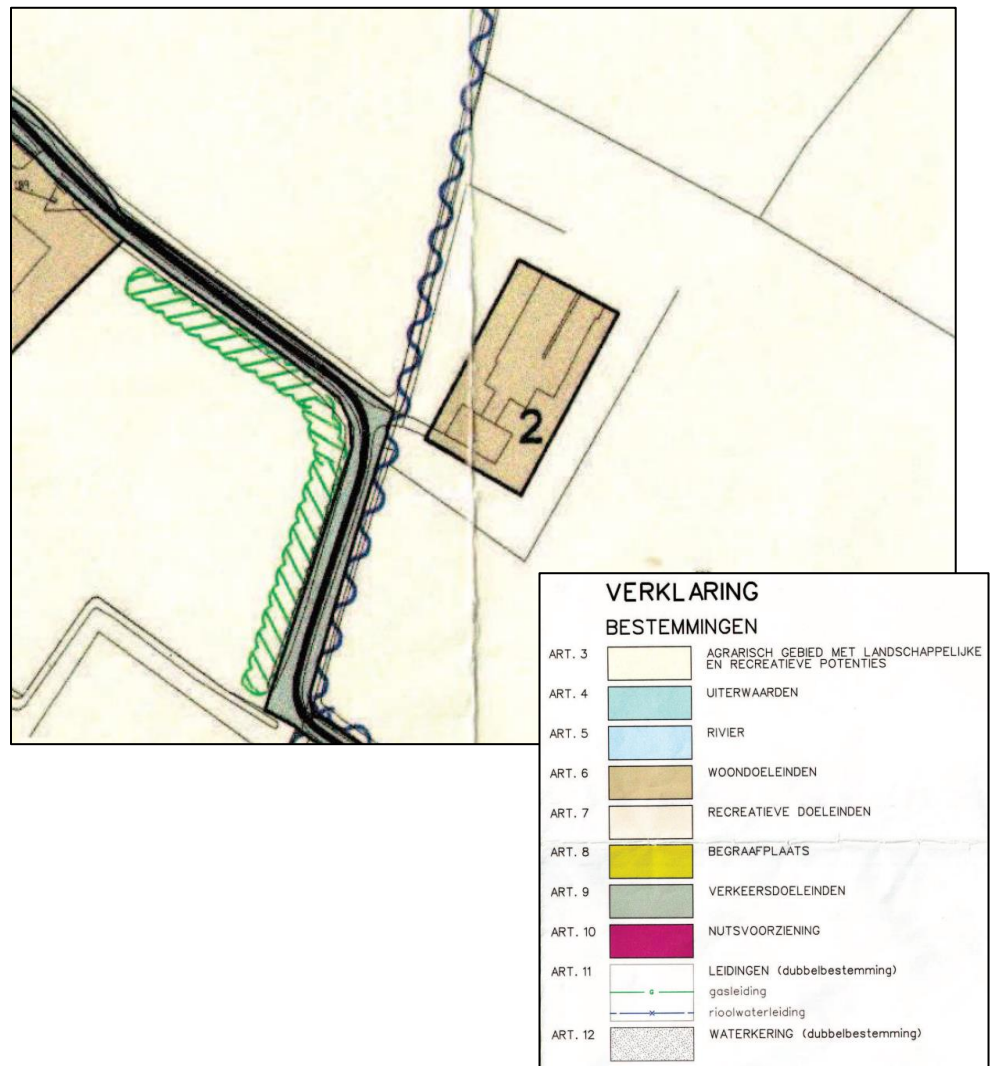 189
2
VERKLARING
BESTEMMINGEN
ART. 3 AGRARISCH GEBIED MET LANDSCHAPPELIJKE
EN RECREATIEVE POTENTIES
ART. 4 UITERWAARDEN
ART. 5 RIVIER
ART. 6 WOONDOELEINDEN
ART. 7 RECREATIEVE DOELEINDEN
ART. 8 BEGRAAFPLAATS
ART. 9 VERKEERSDOELEINDEN
ART. 10 NUTSVOORZIENING
ART. 11 LEIDINGEN (dubbelbestemming)
G gasleiding
rioolwaterleiding
ART. 12 WATERKERING (dubbelbestemming)